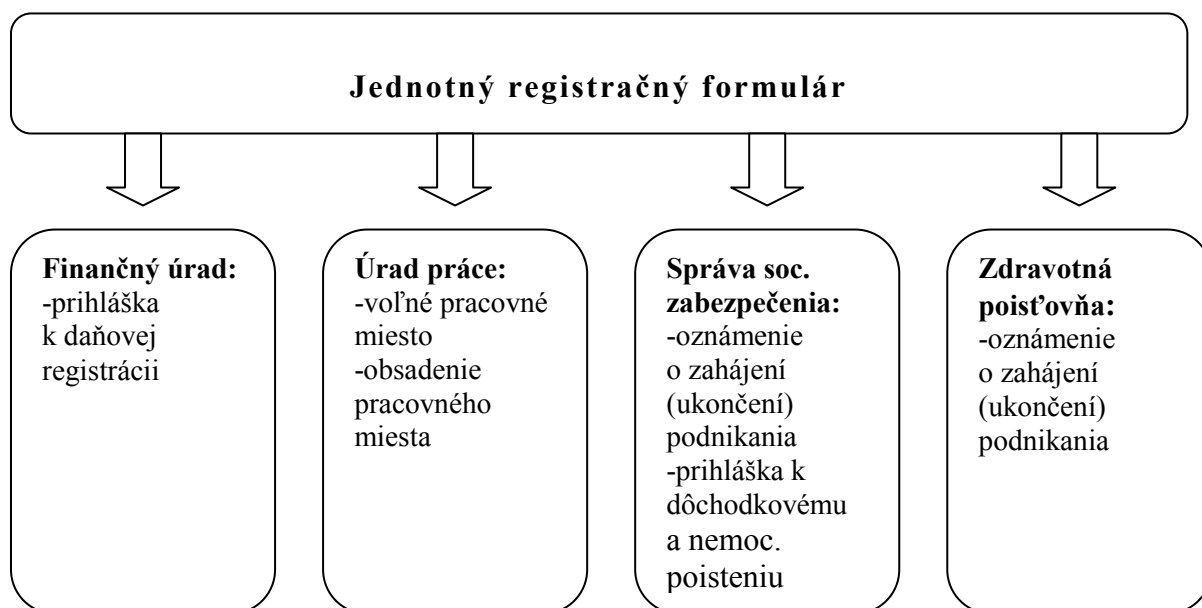 Jednotný registračný formulár
Finančný úrad:
-prihláška
k daňovej
registrácii
Úrad práce:
-voľné pracovné
miesto
-obsadenie
pracovného
miesta
Správa soc.
zabezpečenia:
-oznámenie
o zahájení
(ukončení)
podnikania
-prihláška k
dôchodkovému
a nemoc.
poisteniu
Zdravotná
poisťovňa:
-oznámenie
o zahájení
(ukončení)
podnikania